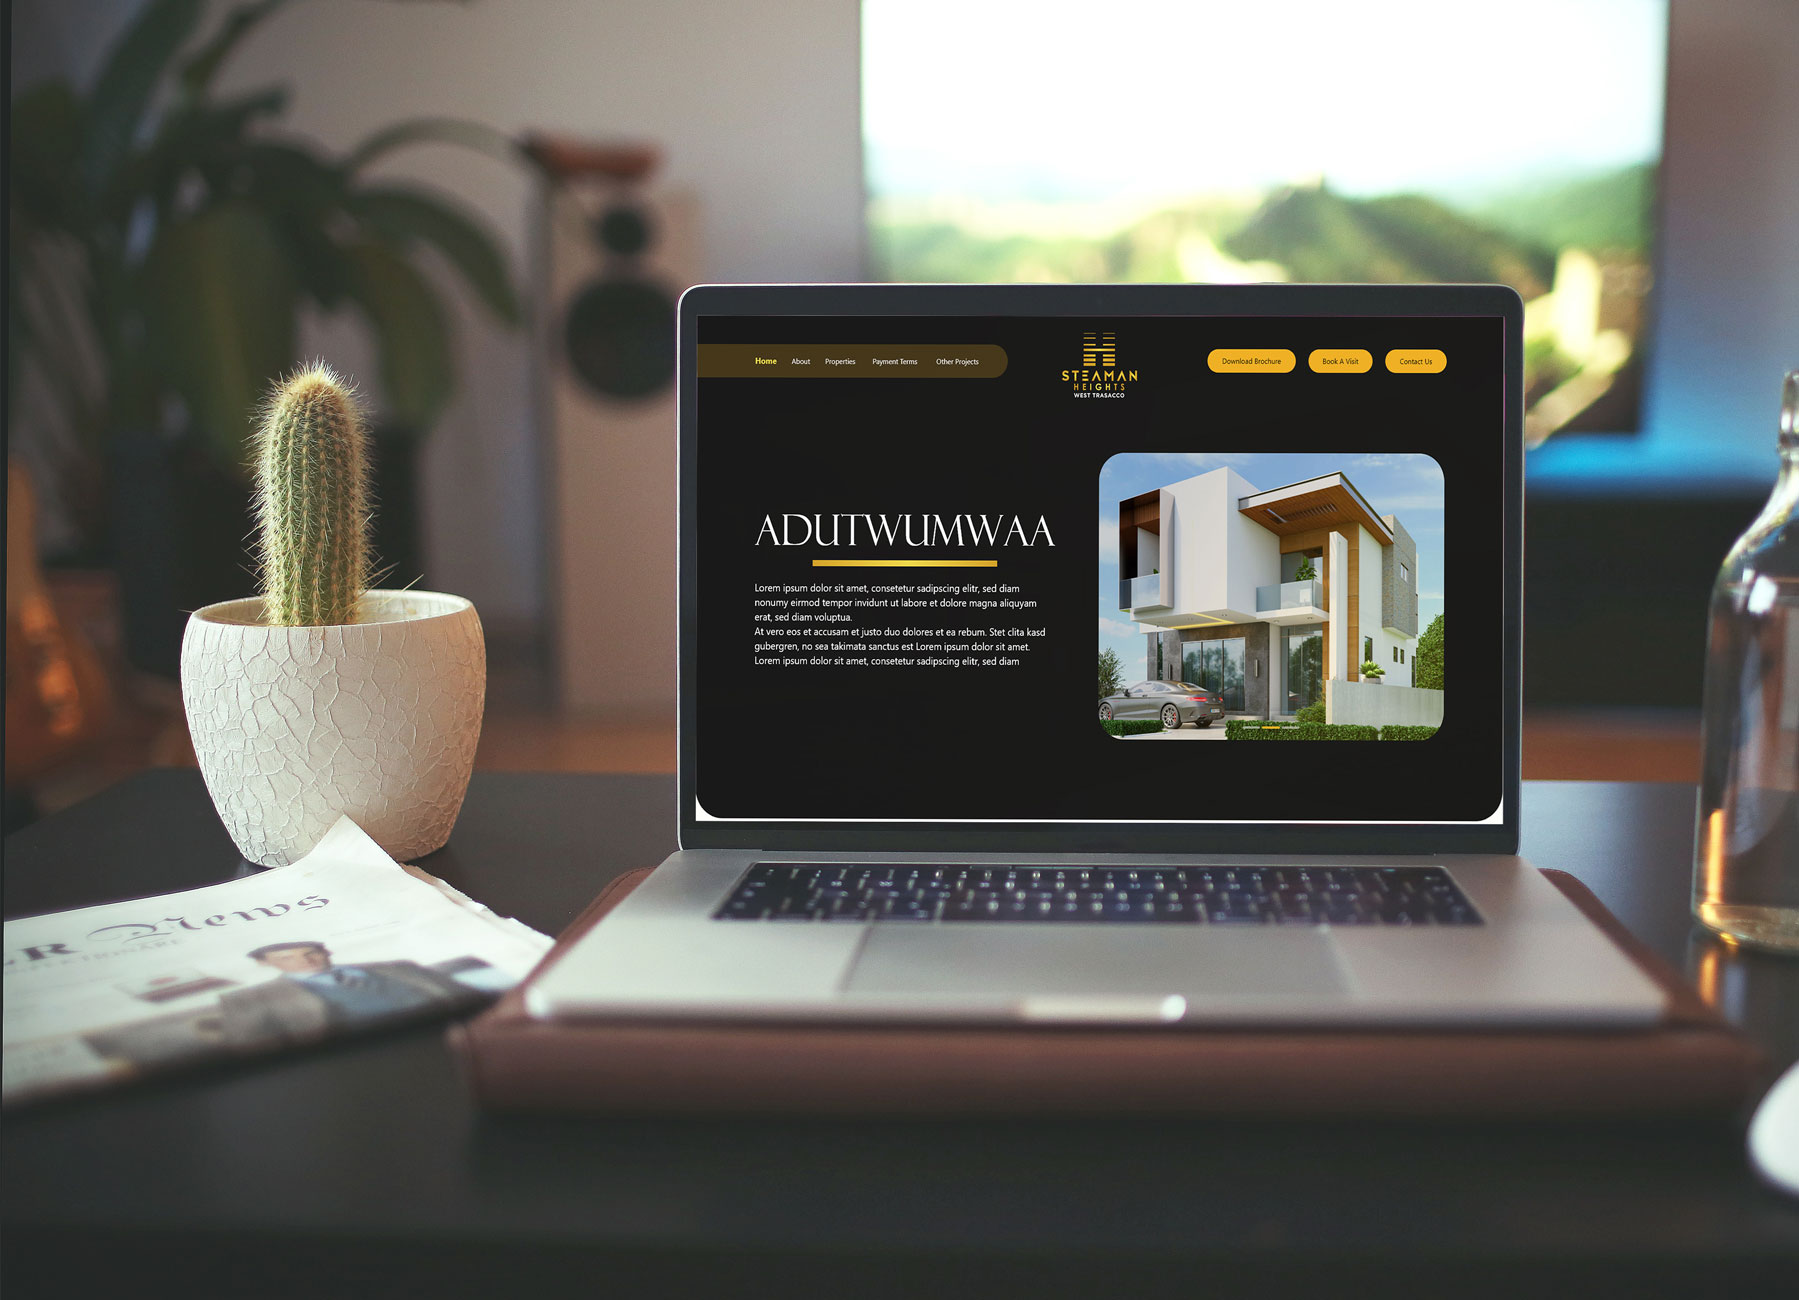 Home About Properties Payment Terms Other Projects
STEAMAN
HEIGHTS
WEST TRASACCO
Download Brochure Book A Visit Contact Us
ADUTWUMWAA
Lorem ipsum dolor sit amet, consetetur sadipscing elitr, sed diam
nonumy eirmod tempor invidunt ut labore et dolore magna aliquyam
erat, sed diam voluptua.
At vero eos et accusam et justo duo dolores et ea rebum. Stet clita kasd
gubergren, no sea takimata sanctus est Lorem ipsum dolor sit amet.
Lorem ipsum dolor sit amet, consetetur sadipscing elitr, sed diam
News